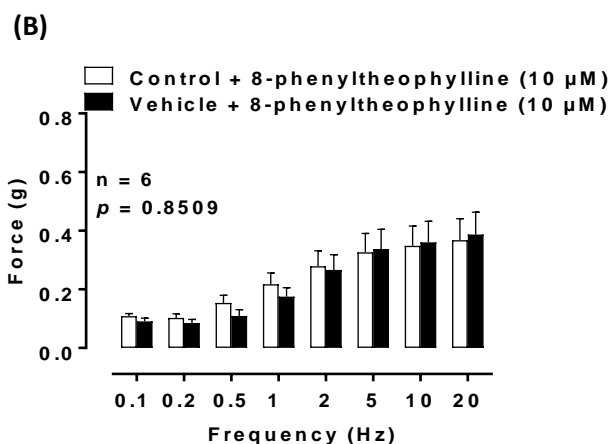 (B)
Control + 8-phenyltheophylline (10 µM)
Vehicle + 8-phenyltheophylline (10 µM)
0.8
0.6
0.4
0.2
0.0
Force (g)
n = 6
p = 0.8509
0.1 0.2 0.5 1 2 5 10 20
Frequency (Hz)